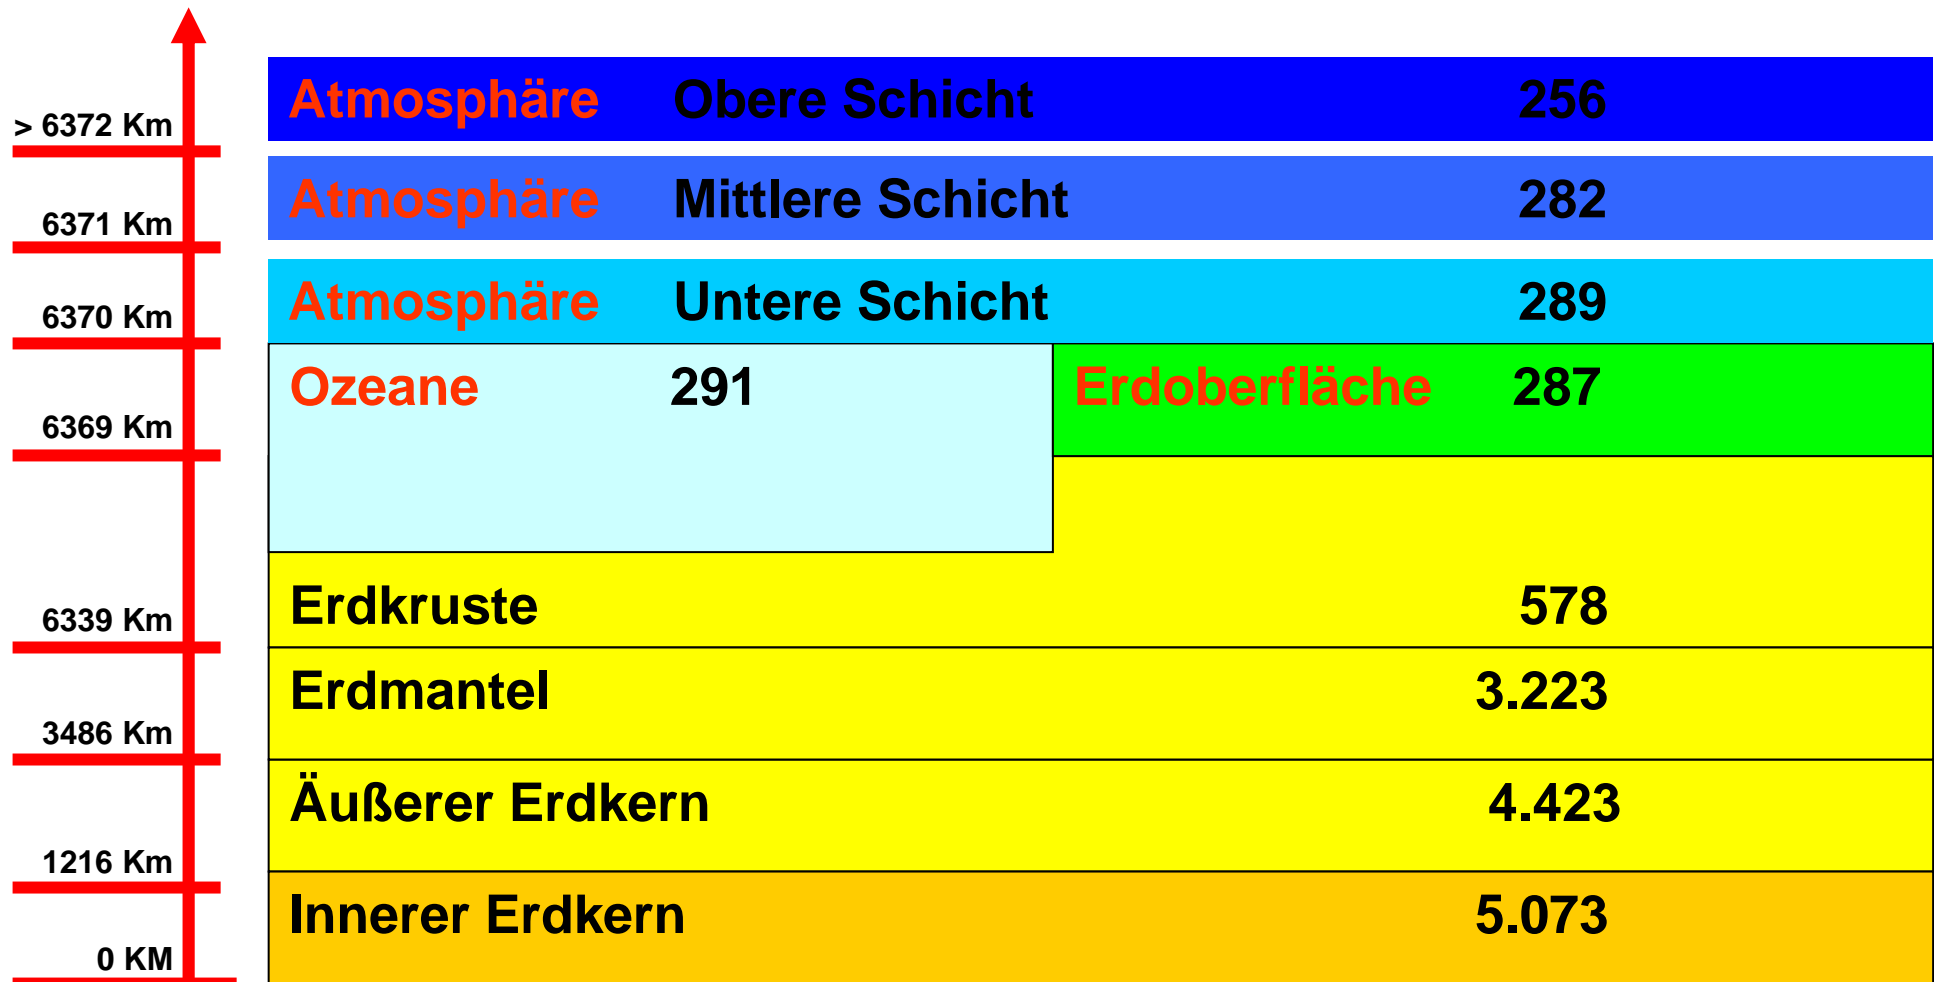 Atmosphäre Obere Schicht 256
> 6372 Km
Atmosphäre Mittlere Schicht 282
6371 Km
Atmosphäre Untere Schicht 289
6370 Km
Ozeane 291 Erdoberfläche 287
6369 Km
Erdkruste 578
6339 Km
Erdmantel 3.223
3486 Km
Äußerer Erdkern 4.423
1216 Km
Innerer Erdkern 5.073
0 KM